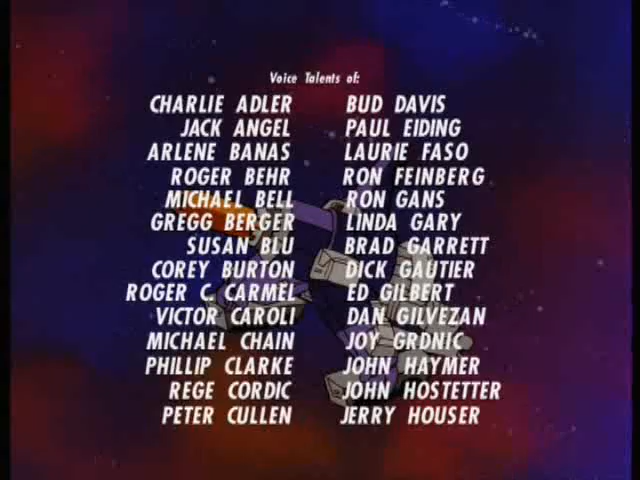 Voice Talents of:
CHARLIE ADLER
JACK ANGEL
ARLENE BANAS
ROGER BEHR
MICHAEL BELL
GREGG BERGER
SUSAN BLU
COREY BURTON
ROGER C. CARMEL
VICTOR CAROLI
MICHAEL CHAIN
PHILLIP CLARKE
REGE CORDIC
PETER CULLEN
BUD DAVIS
PAUL EIDING
LAURIE FASO
RON FEINBERG
RON GANS
LINDA GARY
BRAD GARRETT
DICK GAUTIER
ED GILBERT
DAN GILVEZAN
JOY GRDNIC
JOHN HAYMER
JOHN HOSTETTER
JERRY HOUSER